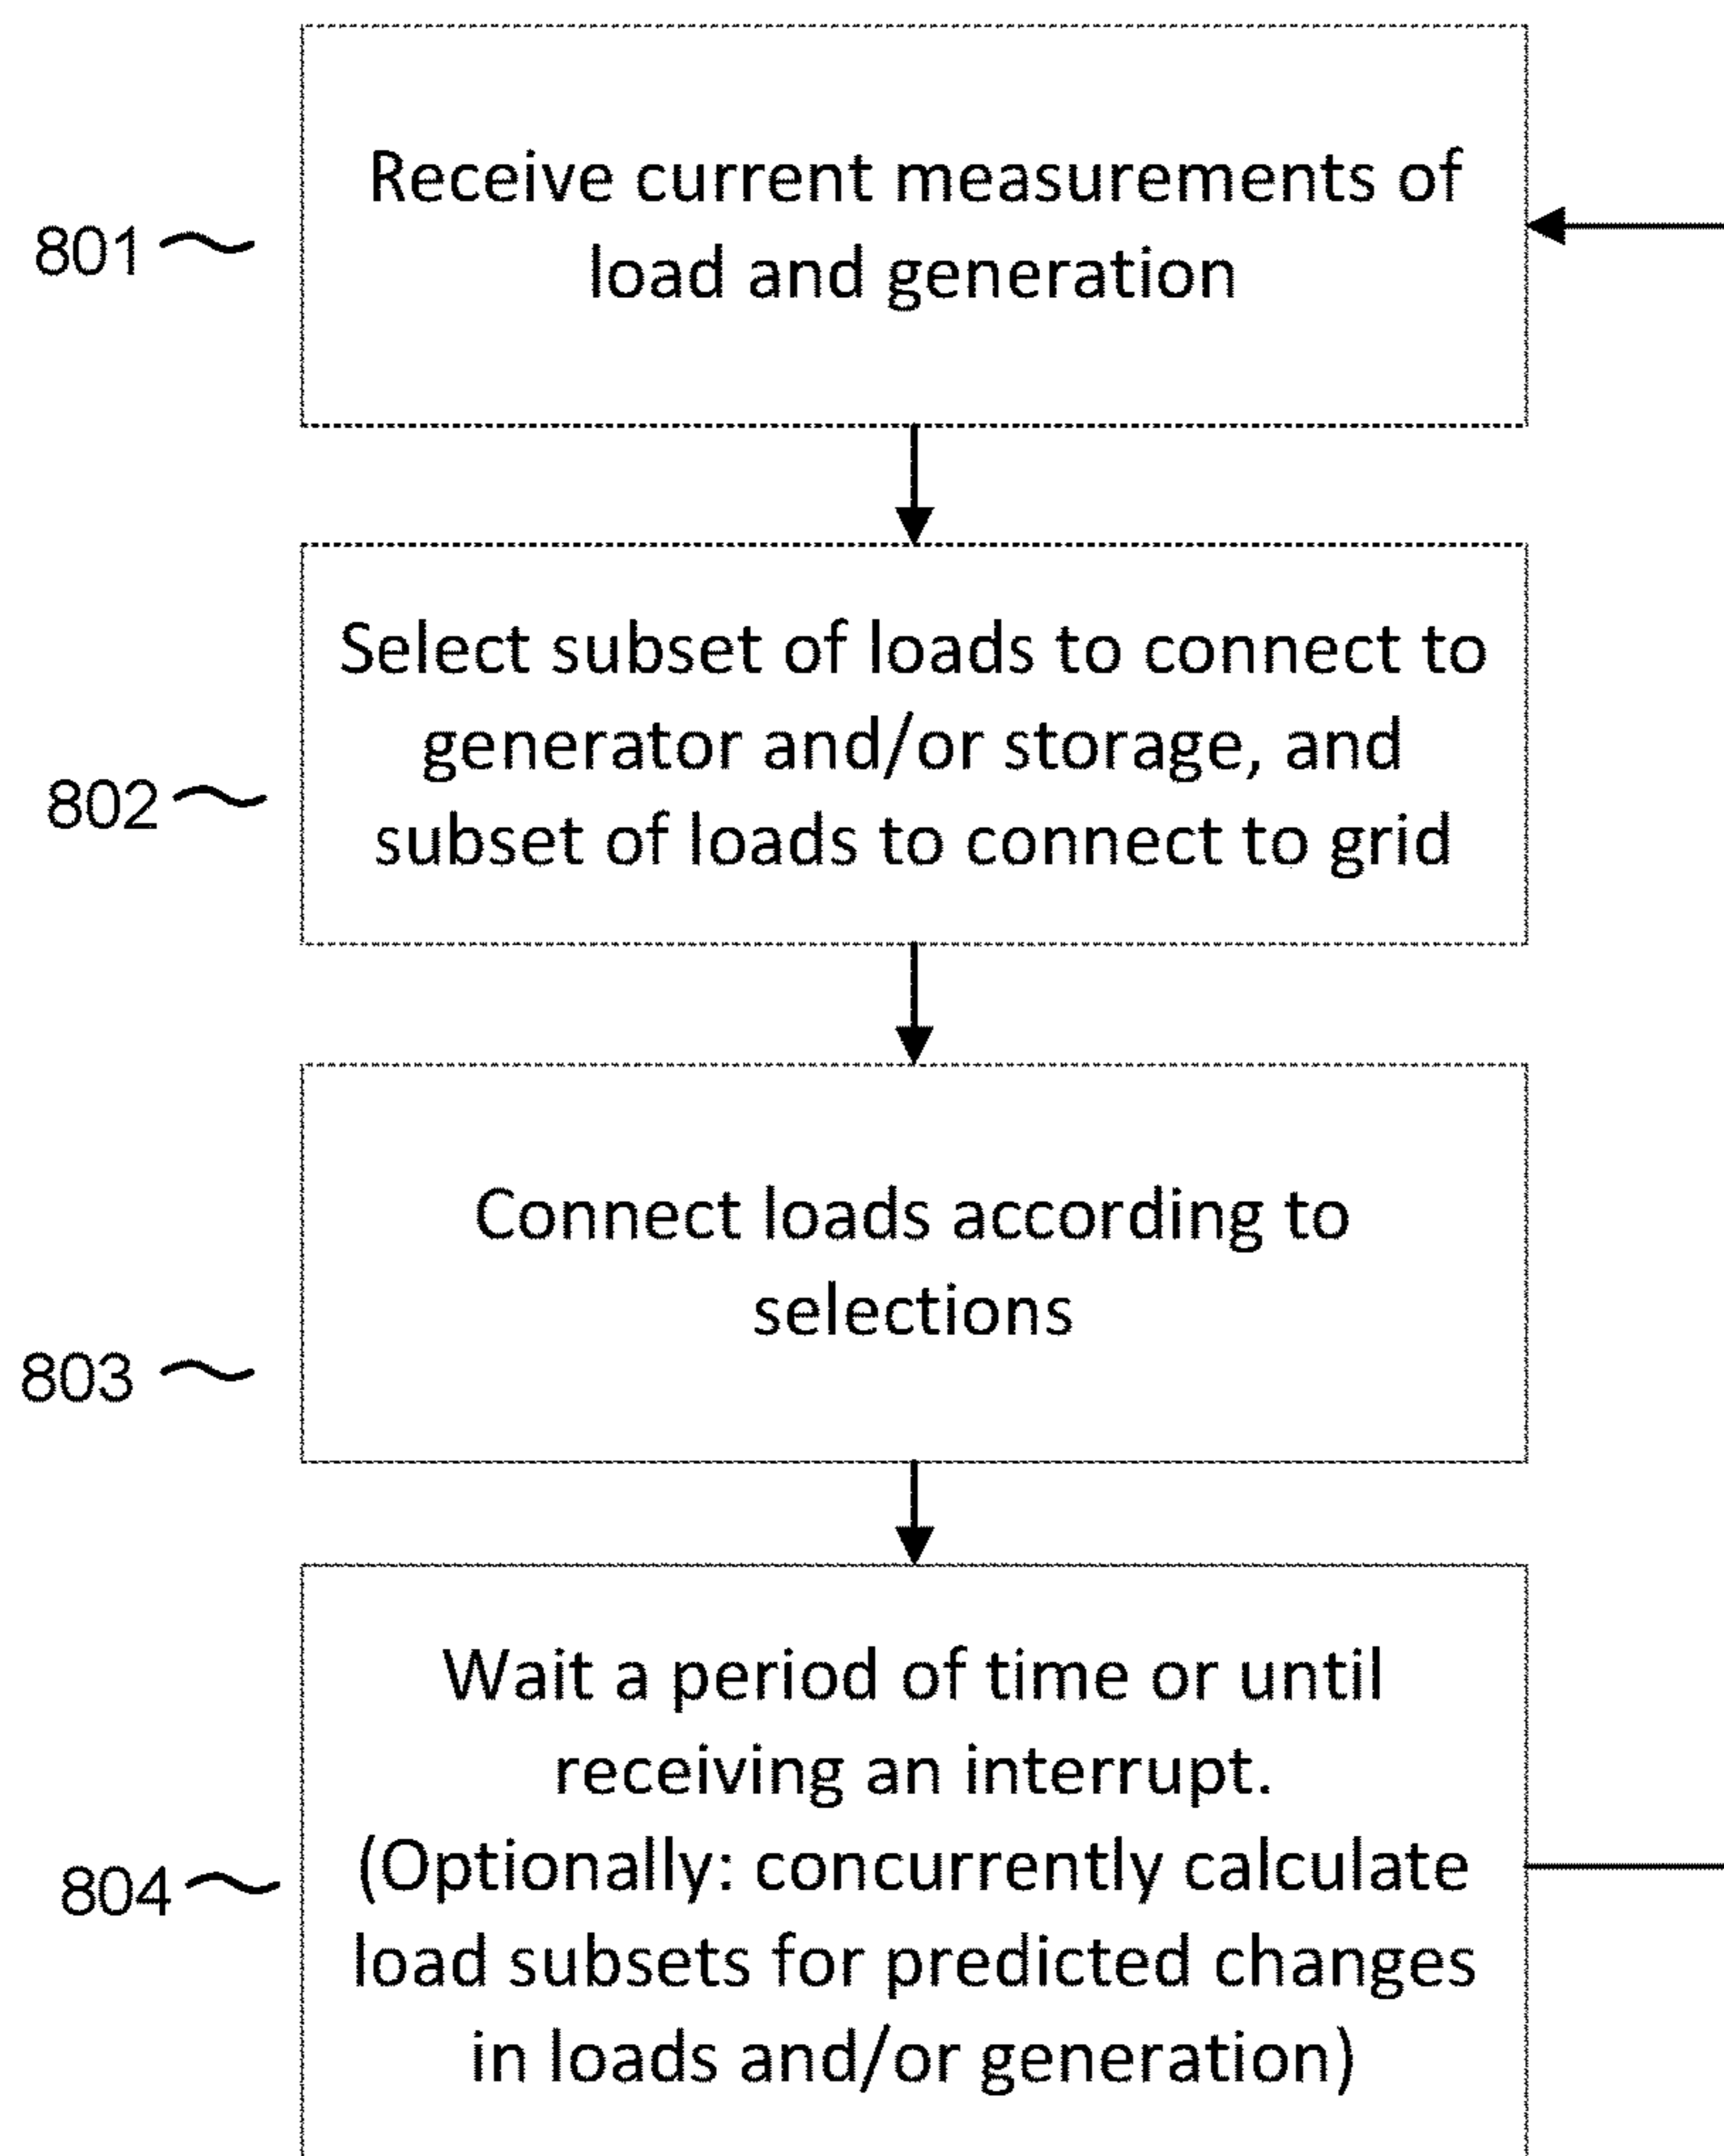 Receive current measurements of
load and generation
801
Select subset of loads to connect to
generator and/or storage, and
subset of loads to connect to grid
802
Connect loads according to
selections
803
Wait a period of time or until
receiving an interrupt.
(Optionally: concurrently calculate
load subsets for predicted changes
in loads and/or generation)
804